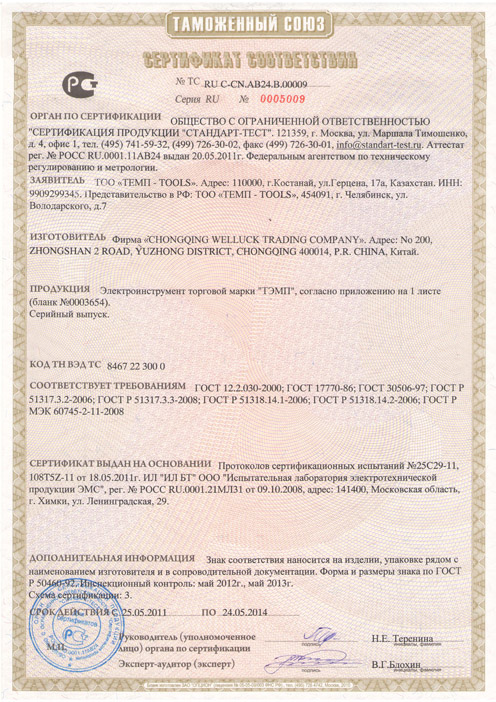 ТАМОЖЕННЫЙ СОЮЗ
СЕРТИФИКАТ СООТВЕТСТВИЯ
№ ТС RU C-CN.АВ24.В.00009
Серия RU № 0005009
ОРГАН ПО СЕРТИФИКАЦИИ ОБЩЕСТВО С ОГРАНИЧЕННОЙ ОТВЕТСТВЕННОСТЬЮ
"СЕРТИФИКАЦИЯ ПРОДУКЦИИ "СТАНДАРТ-ТЕСТ". 121359, г. Москва, ул. Маршала Тимошенко,
д. 4, офис 1, тел. (495) 741-59-32, (499) 726-30-02, факс (499) 726-30-01, info@standart-test.ru. Аттестат
рег. № РОСС RU.0001.11АВ24 выдан 20.05.2011г. Федеральным агентством по техническому
регулированию и метрологии.
ЗАЯВИТЕЛЬ ТОО «ТЕМП - TOOLS». Адрес: 110000, г.Костанай, ул.Герцена, 17а, Казахстан. ИНН:
9909299345. Представительство в РФ: ТОО «ТЕМП - TOOLS», 454091, г. Челябинск, ул.
Володарского, д.7
ИЗГОТОВИТЕЛЬ Фирма «CHONGQING WELLUCK TRADING COMPANY». Адрес: No 200,
ZHONGSHAN 2 ROAD, YUZHONG DISTRICT, CHONGQING 400014, P.R. CHINA, Китай.
ПРОДУКЦИЯ Электроинструмент торговой марки "ТЭМП", согласно приложению на 1 листе
(бланк №0003654).
Серийный выпуск.
КОД ТН ВЭД ТС 8467 22 300 0
СООТВЕТСТВУЕТ ТРЕБОВАНИЯМ ГОСТ 12.2.030-2000; ГОСТ 17770-86; ГОСТ 30506-97; ГОСТ Р
51317.3.2-2006; ГОСТ Р 51317.3.3-2008; ГОСТ Р 51318.14.1-2006; ГОСТ Р 51318.14.2-2006; ГОСТ Р
МЭК 60745-2-11-2008
СЕРТИФИКАТ ВЫДАН НА ОСНОВАНИИ Протоколов сертификационных испытаний №25С29-11,
108Т5Z-11 от 18.05.2011г. ИЛ "ИЛ БТ" ООО "Испытательная лаборатория электротехнической
продукции ЭМС", рег. № РОСС RU.0001.21МЛ31 от 09.10.2008, адрес: 141400, Московская область,
г. Химки, ул. Ленинградская, 29.
ДОПОЛНИТЕЛЬНАЯ ИНФОРМАЦИЯ Знак соответствия наносится на изделии, упаковке рядом с
наименованием изготовителя и в сопроводительной документации. Форма и размеры знака по ГОСТ
Р 50460-92. Инспекционный контроль: май 2012г., май 2013г.
Схема сертификации: 3.
СРОК ДЕЙСТВИЯ С 25.05.2011 ПО 24.05.2014
М.П.
Руководитель (уполномоченное
лицо) органа по сертификации
подпись
Н.Е. Теренина
Эксперт-аудитор (эксперт)
подпись
В.Г.Блохин
сертификатов